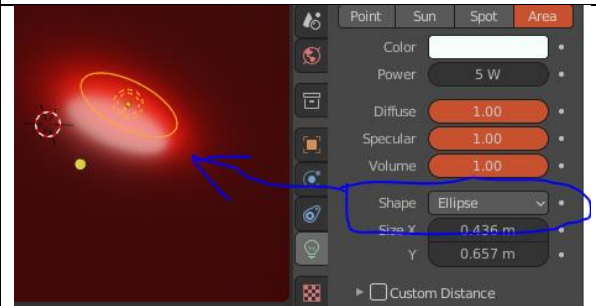 Point Sun Spot Area
Color
Power 5 W
Diffuse 1.00
Specular 1.00
Volume 1.00
Shape Ellipse
Size X 0.436 m
Y 0.657 m
Custom Distance